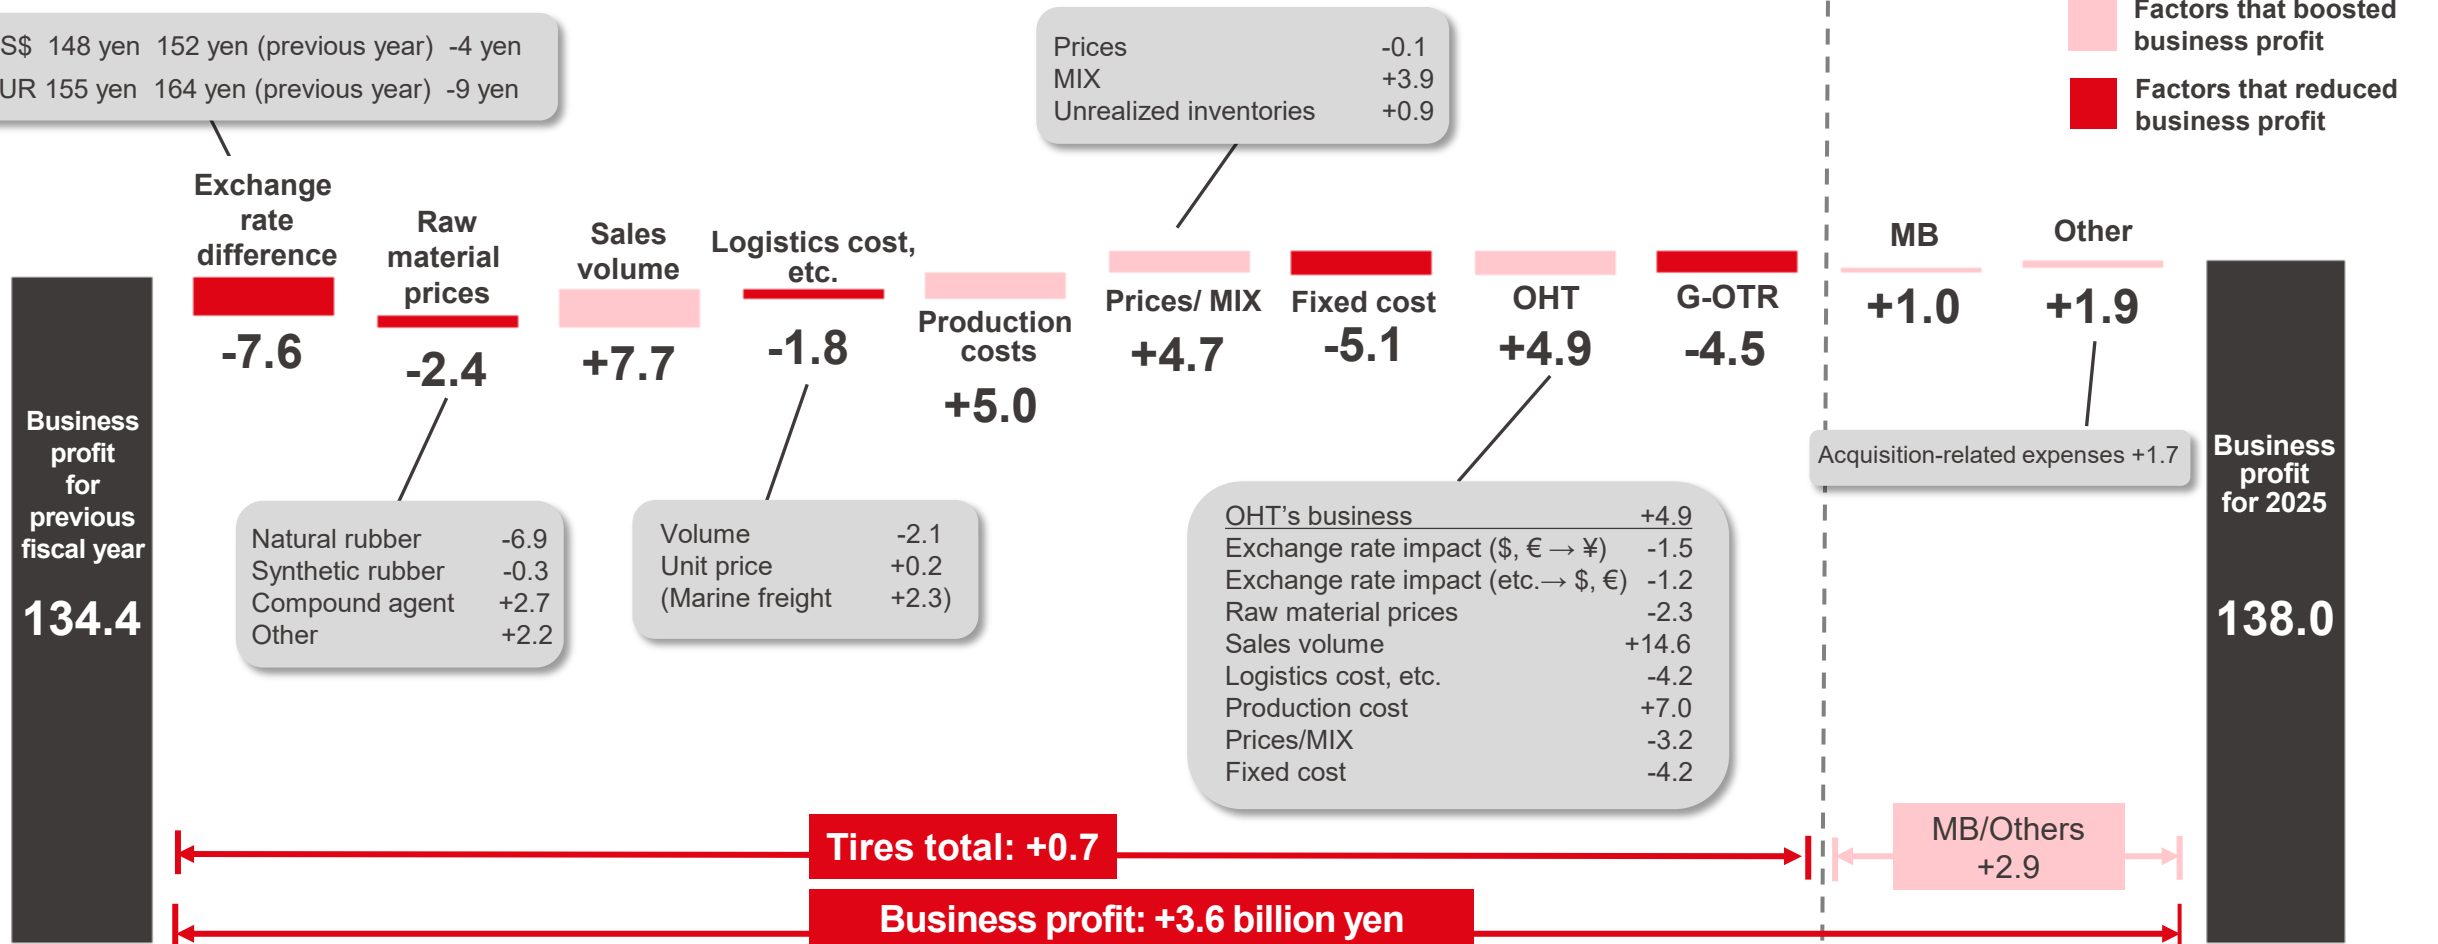 S$ 148 yen 152 yen (previous year) -4 yen
UR 155 yen 164 yen (previous year) -9 yen
Prices -0.1
MIX +3.9
Unrealized inventories +0.9
Factors that boosted
business profit
Factors that reduced
business profit
Exchange
rate
difference
-7.6
Raw
material
prices
-2.4
Sales
volume
+7.7
Logistics cost,
etc.
-1.8
Production
costs
+5.0
Prices/ MIX
+4.7
Fixed cost
-5.1
OHT
+4.9
G-OTR
-4.5
MB
+1.0
Other
+1.9
Business
profit
for
previous
fiscal year
134.4
Natural rubber -6.9
Synthetic rubber -0.3
Compound agent +2.7
Other +2.2
Volume -2.1
Unit price +0.2
(Marine freight +2.3)
OHT’s business +4.9
Exchange rate impact ($, € → ¥) -1.5
Exchange rate impact (etc.→ $, €) -1.2
Raw material prices -2.3
Sales volume +14.6
Logistics cost, etc. -4.2
Production cost +7.0
Prices/MIX -3.2
Fixed cost -4.2
Acquisition-related expenses +1.7
Business
profit
for 2025
138.0
Tires total: +0.7
MB/Others
+2.9
Business profit: +3.6 billion yen